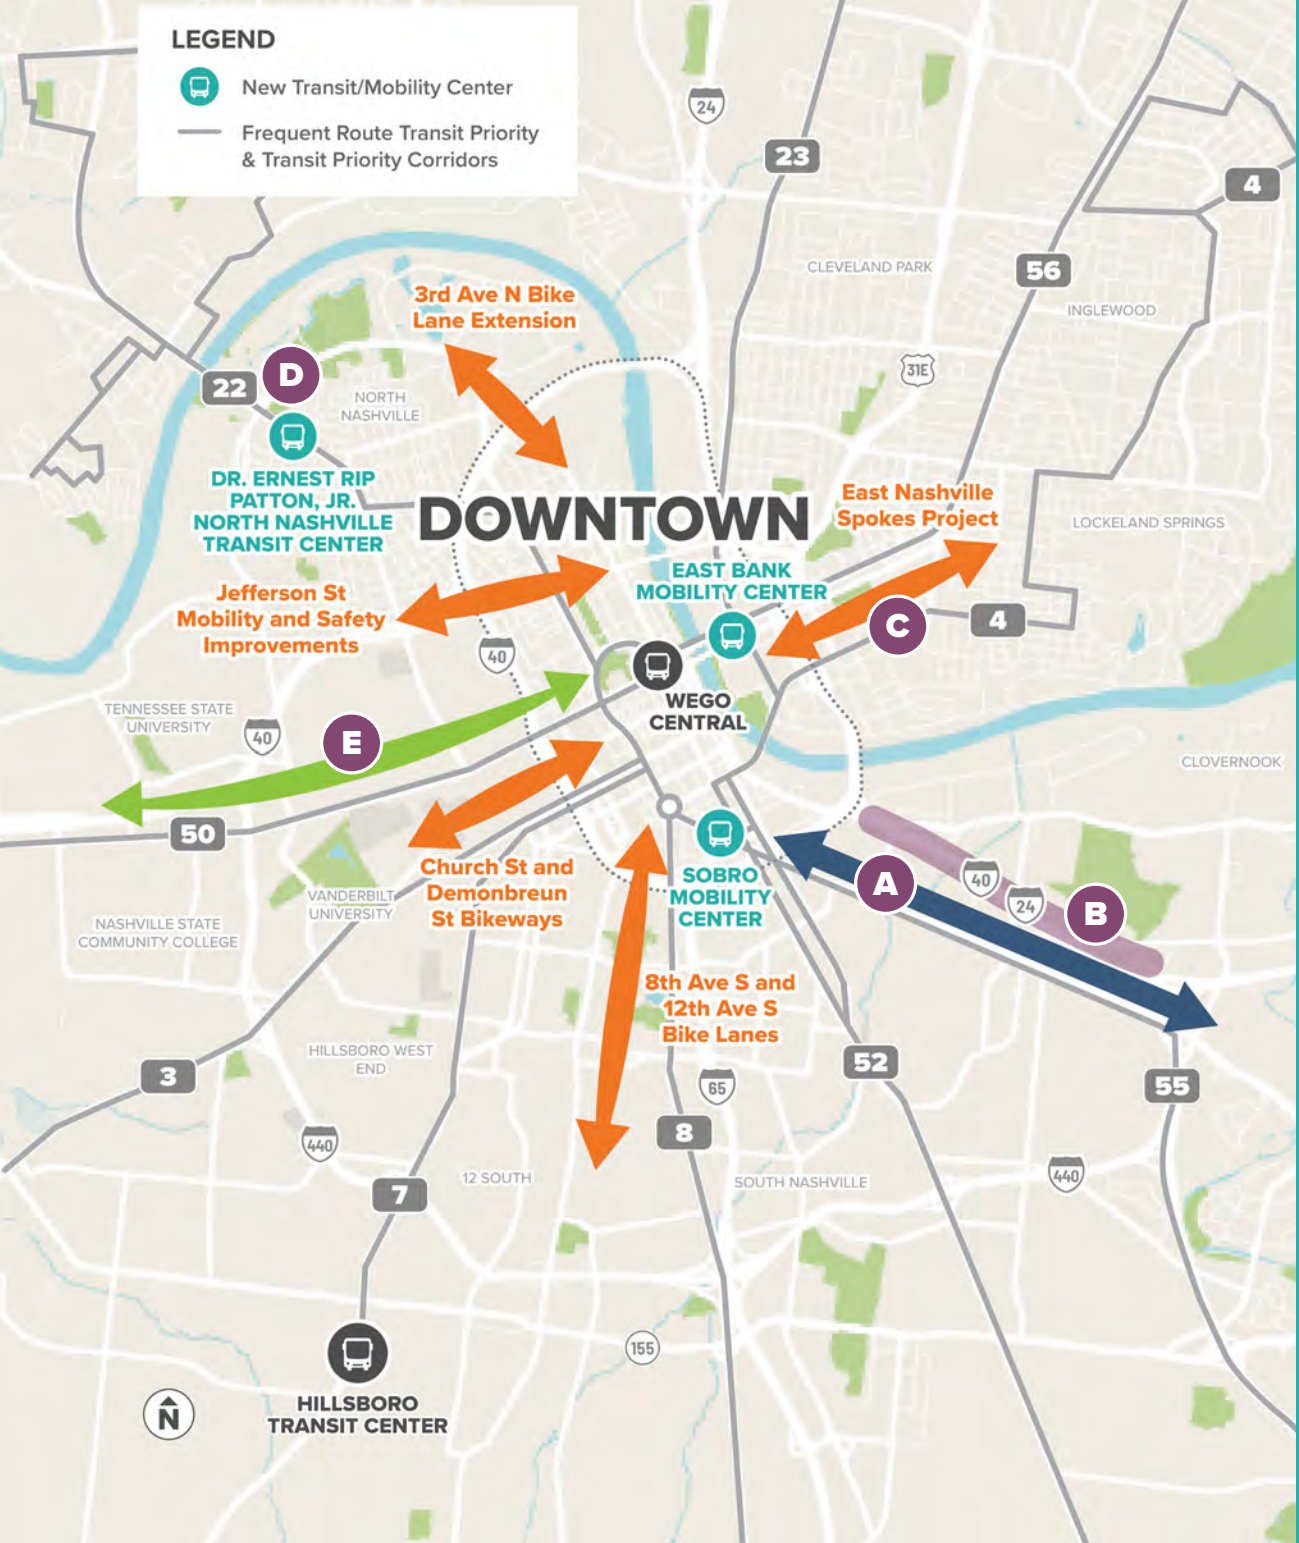 LEGEND
New Transit/Mobility Center
Frequent Route Transit Priority
& Transit Priority Corridors
24
23
4
56
CLEVELAND PARK
INGLEWOOD
3rd Ave N Bike
Lane Extension
31E
D
22
NORTH
NASHVILLE
DR. ERNEST RIP
PATTON, JR.
NORTH NASHVILLE
TRANSIT CENTER
DOWNTOWN
East Nashville
Spokes Project
LOCKELAND SPRINGS
EAST BANK
MOBILITY CENTER
Jefferson St
Mobility and Safety
Improvements
C
4
40
WEGO
CENTRAL
TENNESSEE STATE
UNIVERSITY
40
E
CLOVERNOOK
50
Church St and
Demonbreun
St Bikeways
SOBRO
MOBILITY
CENTER
A
40
24
B
VANDERBILT
UNIVERSITY
NASHVILLE STATE
COMMUNITY COLLEGE
8th Ave S and
12th Ave S
Bike Lanes
HILLSBORO WEST
END
3
52
65
55
8
440
440
7
12 SOUTH
SOUTH NASHVILLE
155
HILLSBORO
TRANSIT CENTER
N